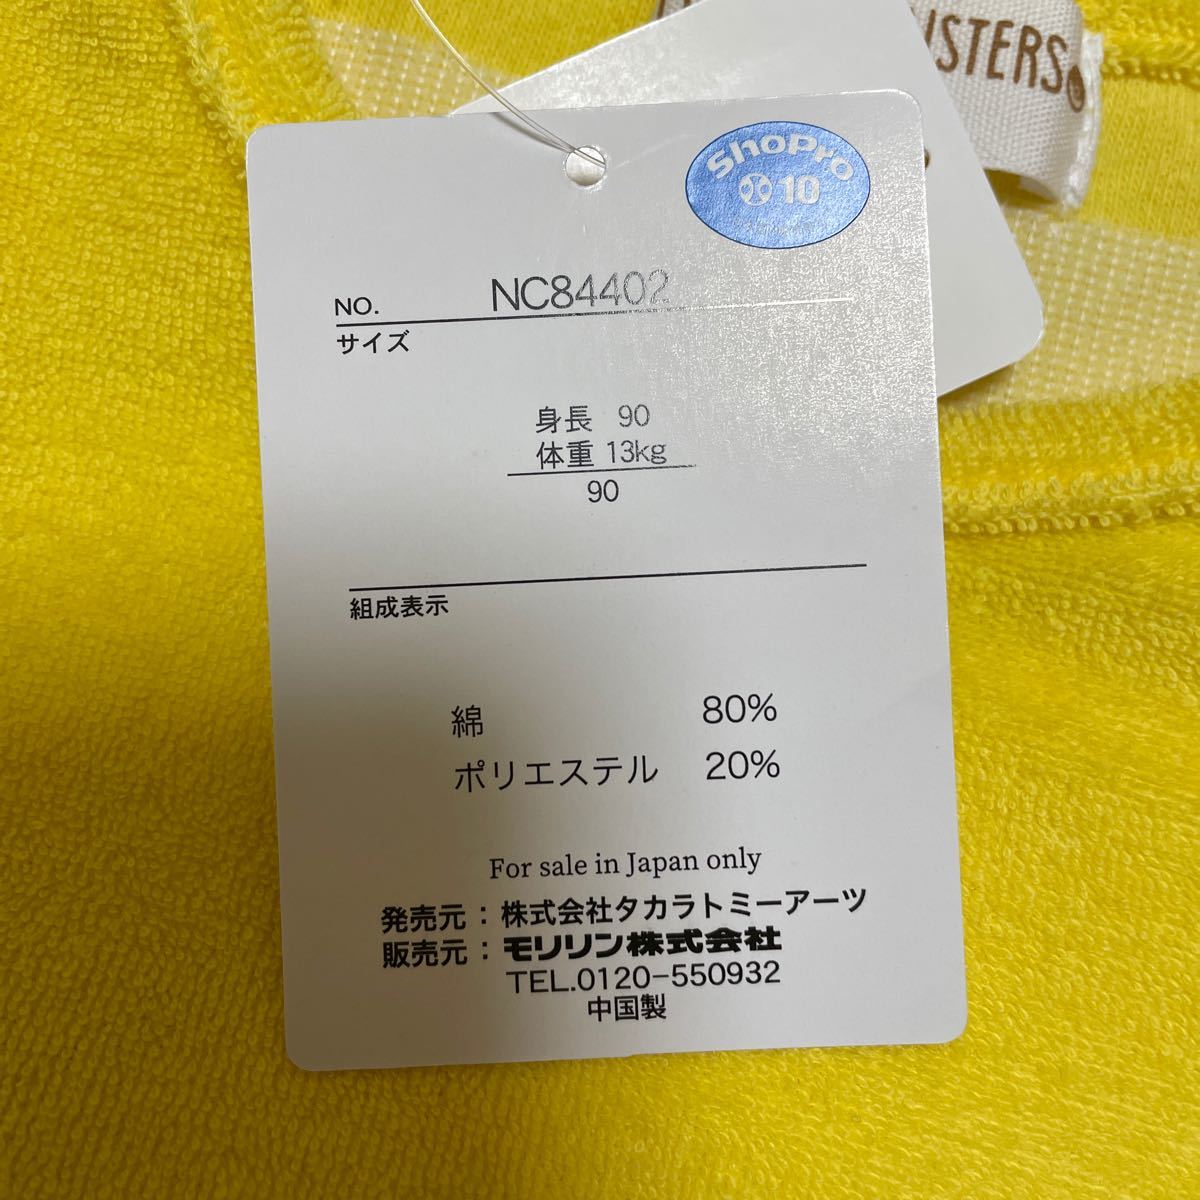 ShoPro
10
NO. NC84402
サイズ
身長 90
体重 13kg
90
組成表示
綿 80%
ポリエステル 20%
For sale in Japan only
発売元：株式会社タカラトミーアーツ
販売元：モリリン株式会社
TEL.0120-550932
中国製